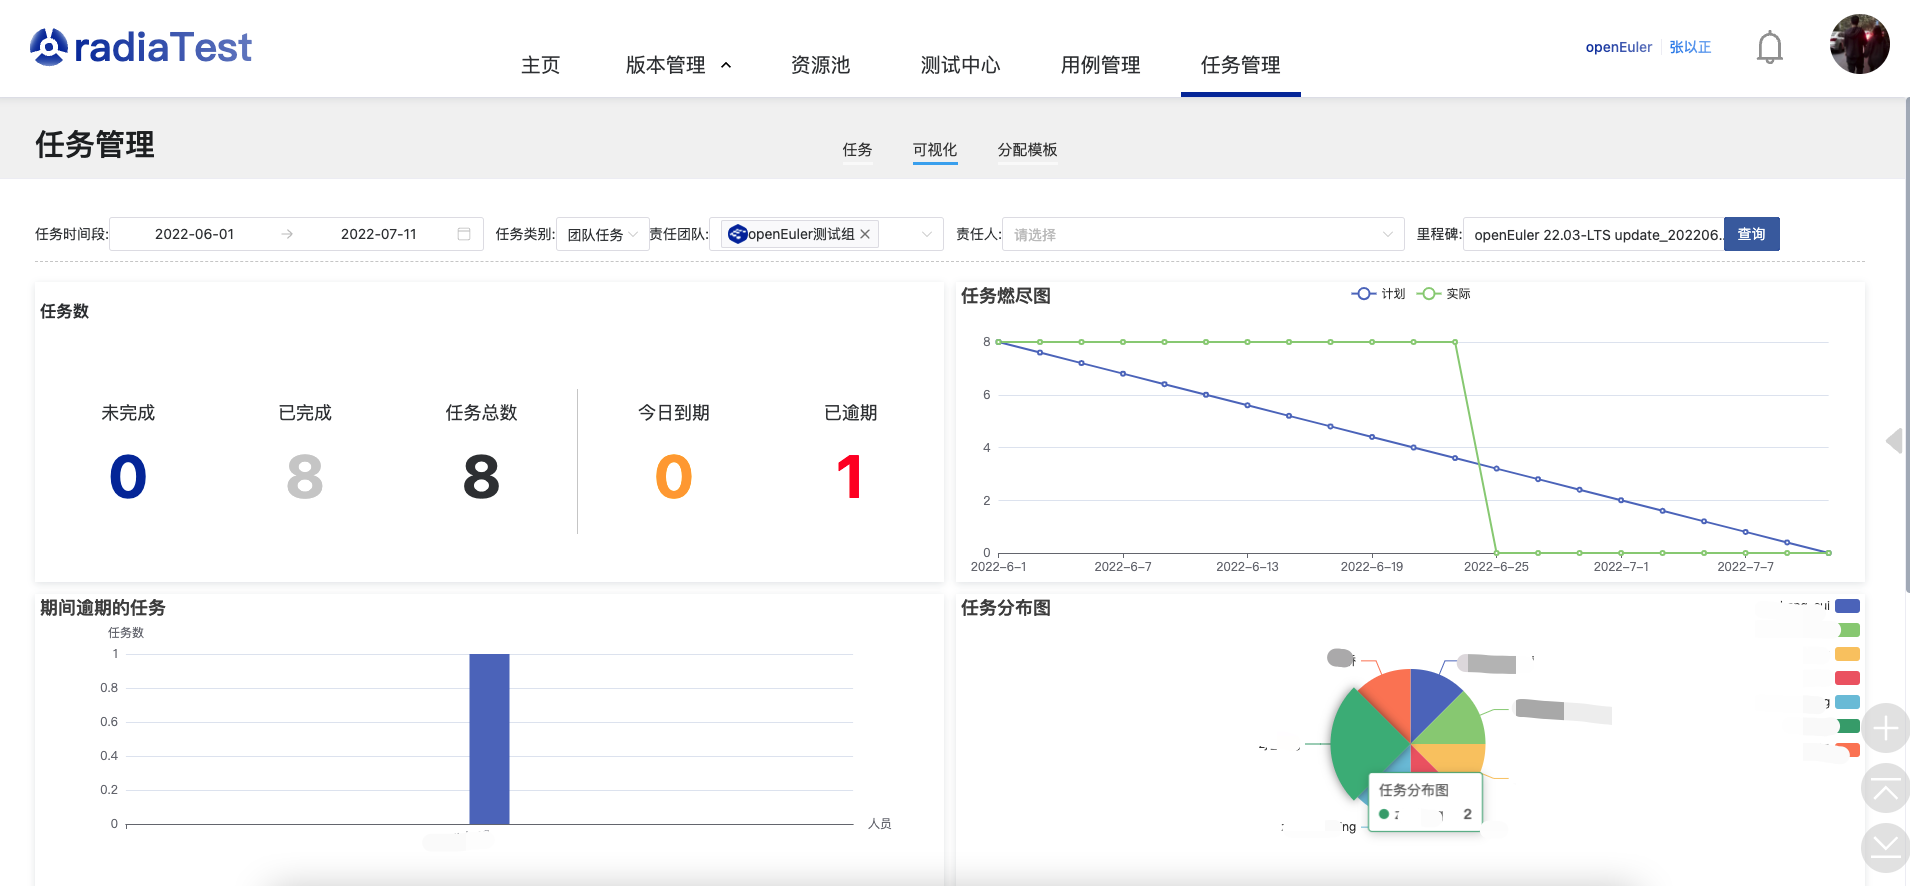 radiaTest
主页 版本管理 资源池 测试中心 用例管理 任务管理
openEuler 张以正
任务管理
任务 可视化 分配模板
任务时间段: 2022-06-01 2022-07-11 任务类别: 团队任务 责任团队: openEuler测试组 责任人: 请选择 里程碑: openEuler 22.03-LTS update_202206.. 查询
任务数
未完成 已完成 任务总数 今日到期 已逾期
0 8 8 0 1
任务燃尽图
计划 实际
8
6
4
2
0
2022-6-1 2022-6-7 2022-6-13 2022-6-19 2022-6-25 2022-7-1 2022-7-7
期间逾期的任务
任务数
1
0.8
0.6
0.4
0.2
0
人员
任务分布图
任务分布图
2